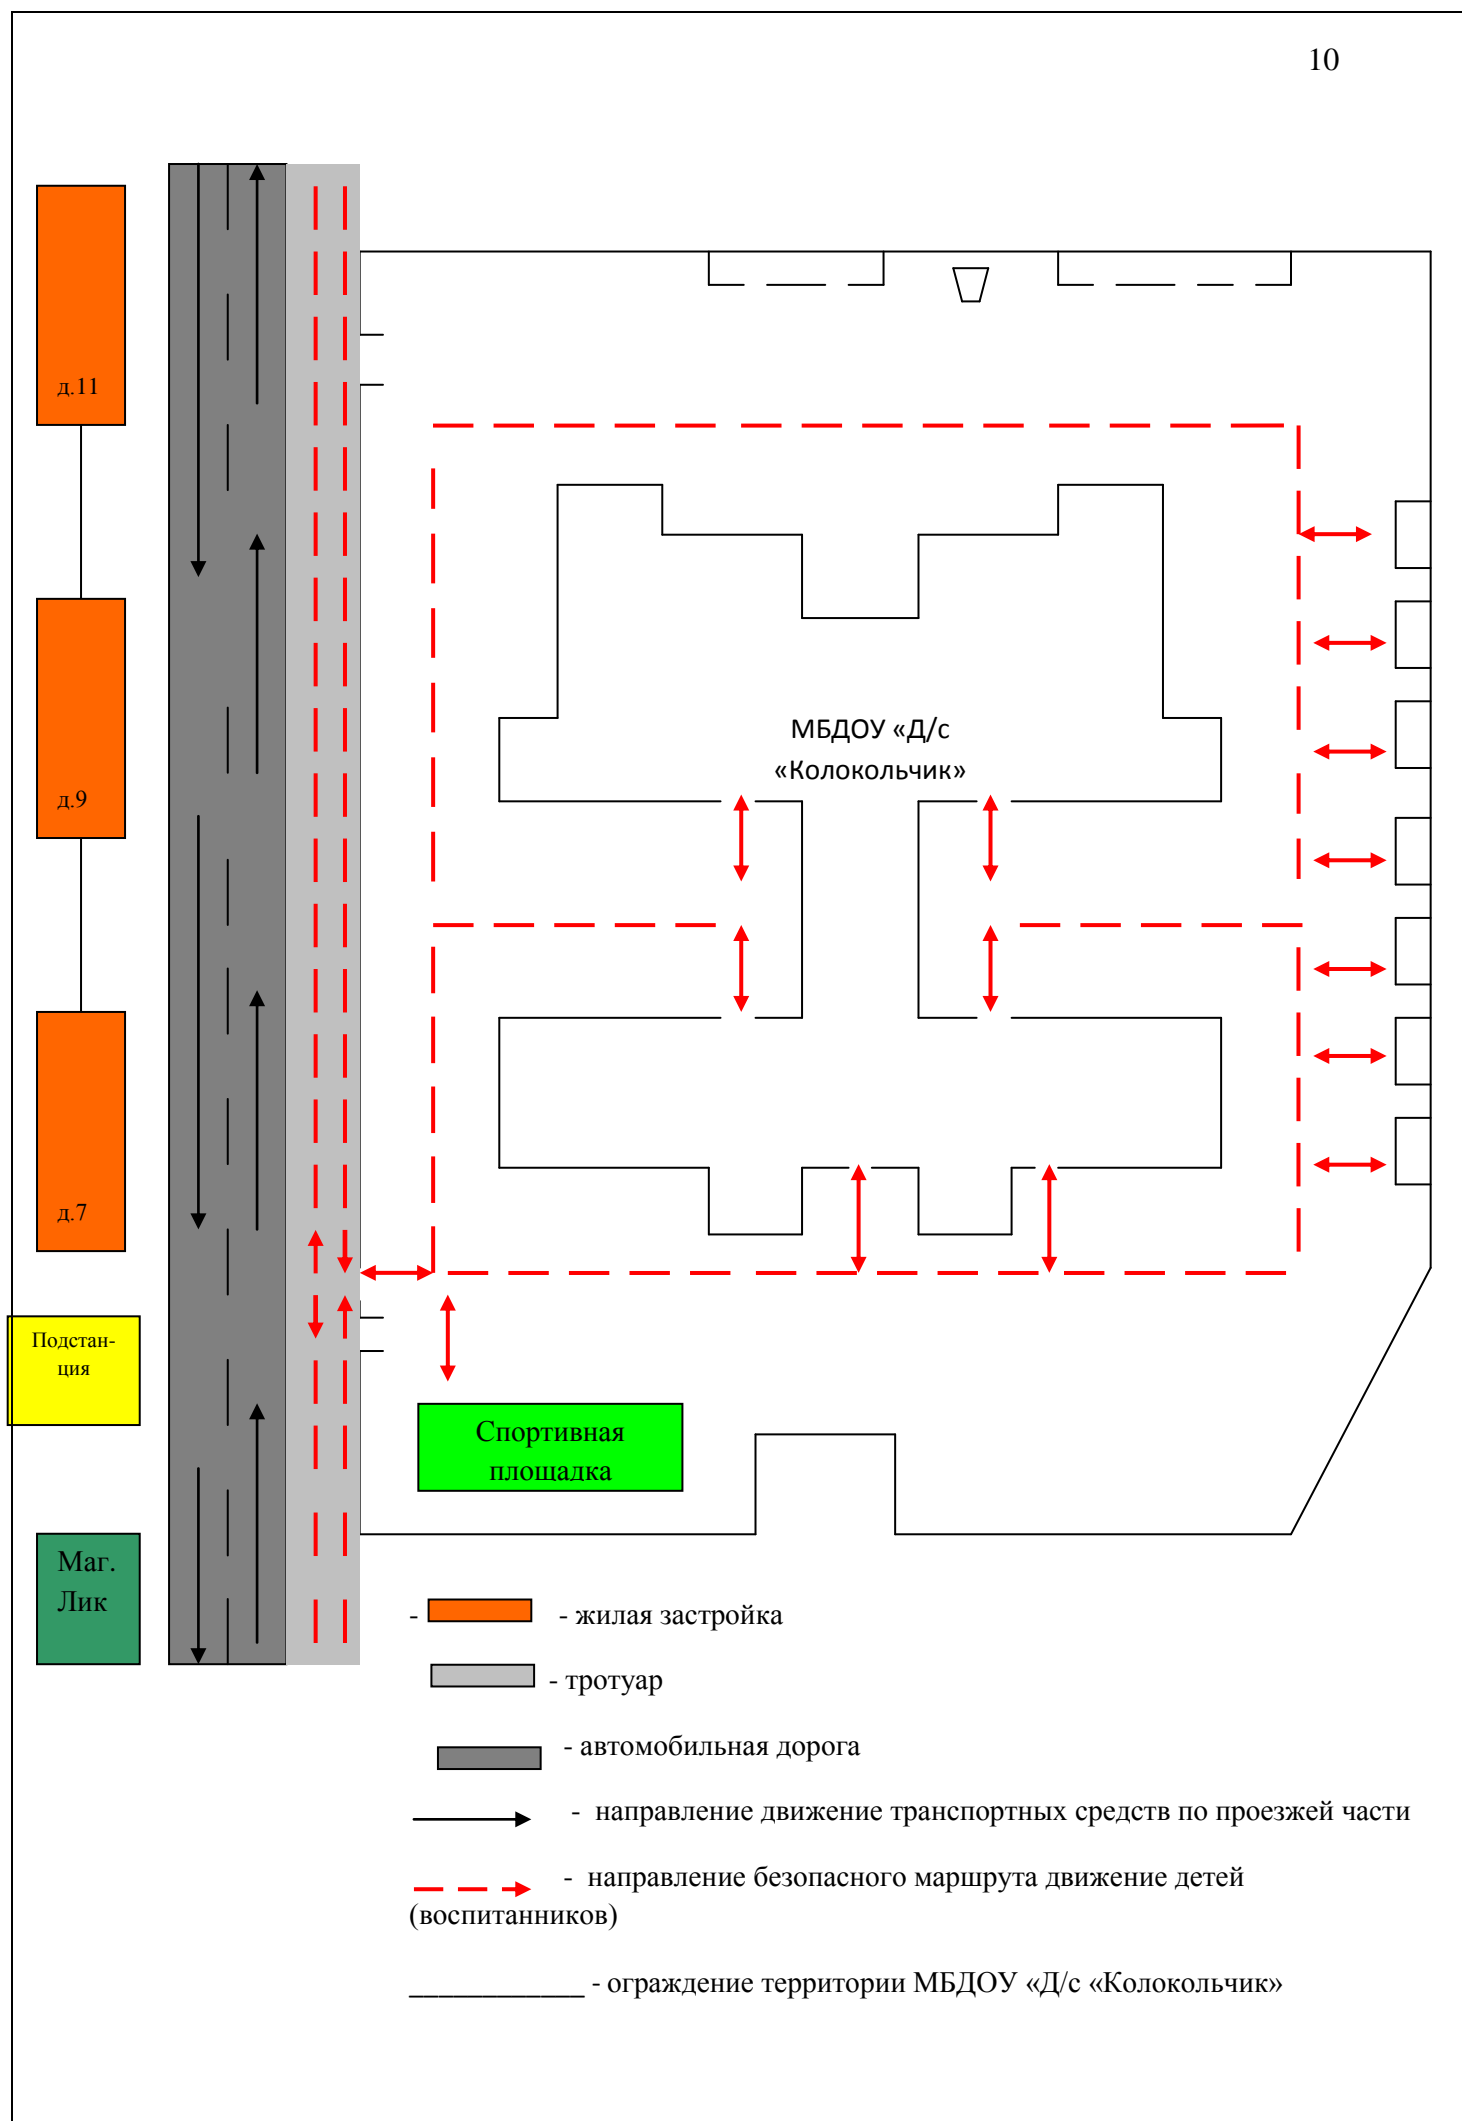 10
д.11
МБДОУ «Д/с
«Колокольчик»
д.9
д.7
Подстан-
ция
Спортивная
площадка
Маг.
Лик
- - жилая застройка
- тротуар
- автомобильная дорога
- направление движение транспортных средств по проезжей части
- направление безопасного маршрута движение детей
(воспитанников)
____________ - ограждение территории МБДОУ «Д/с «Колокольчик»